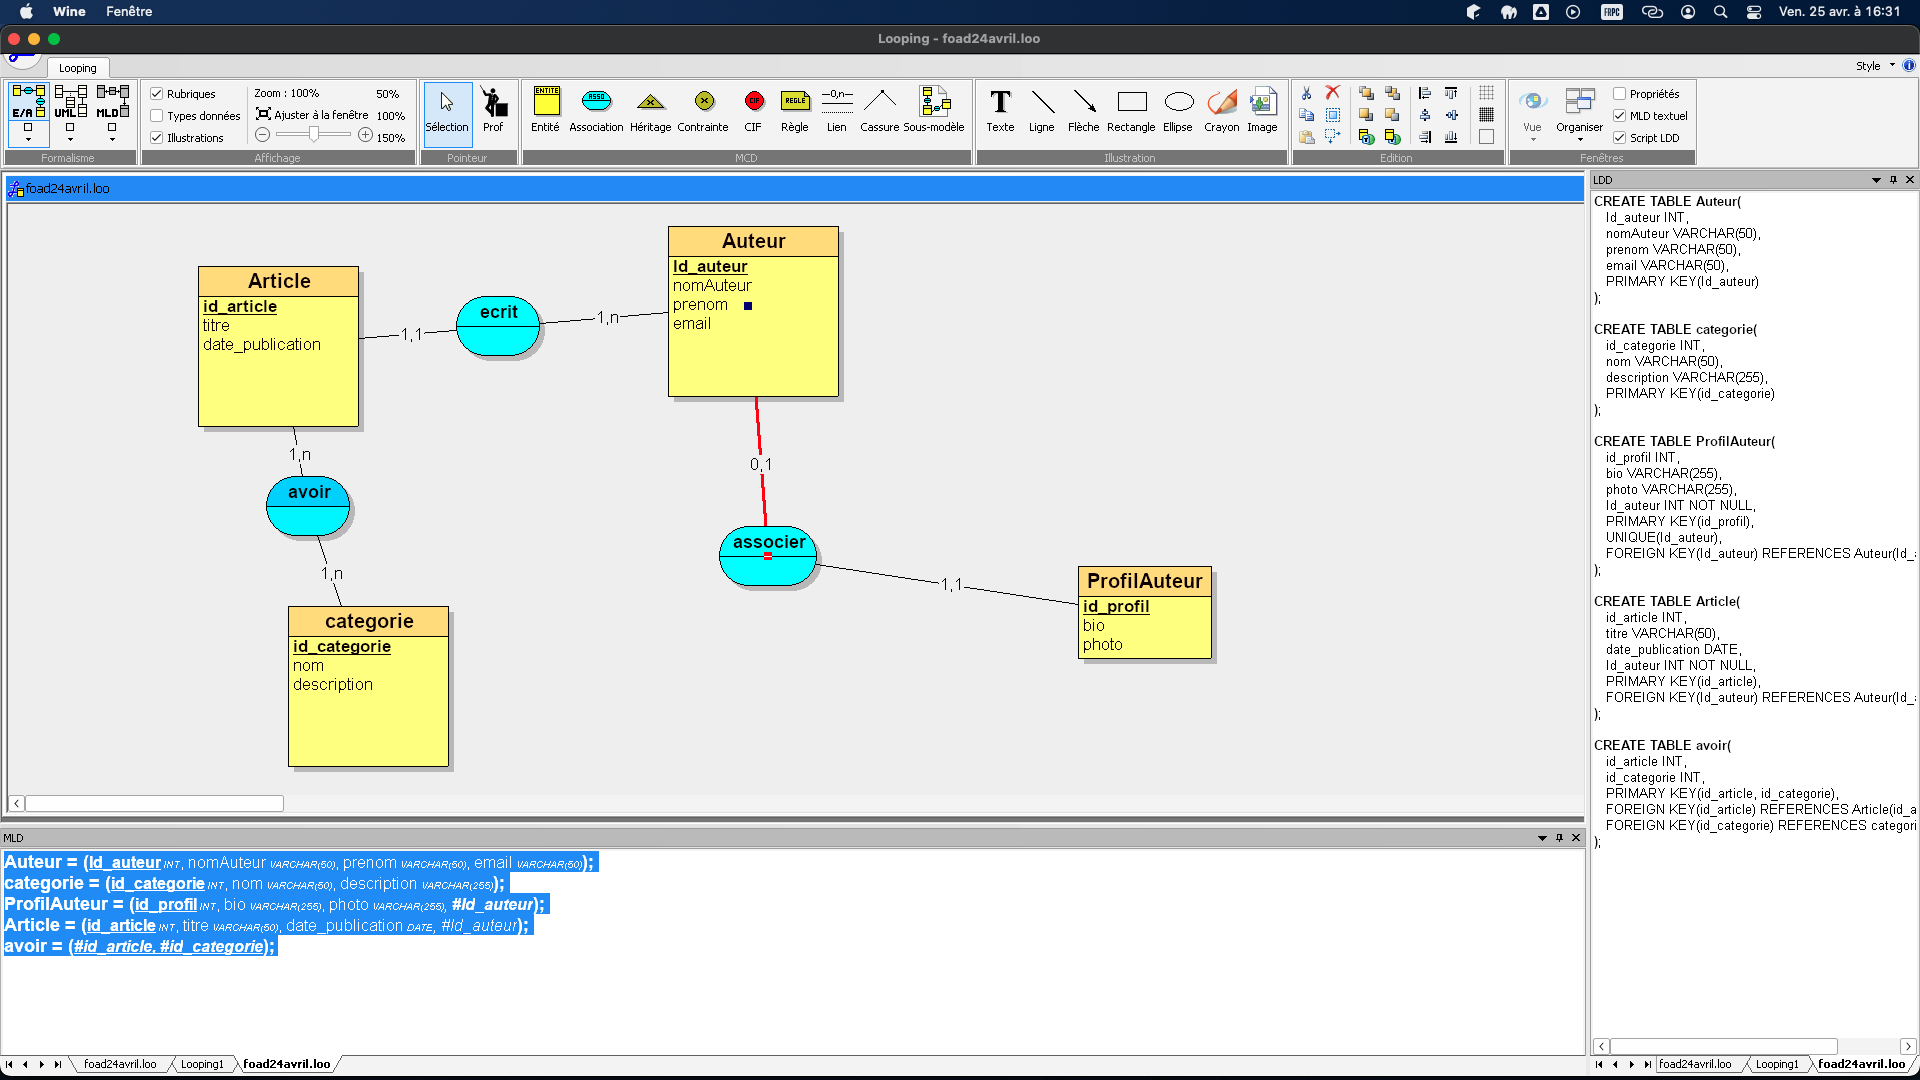 Wine Fenêtre
FRPC
Ven. 25 avr. à 16:31
Looping - foad24avril.loo
Looping
Style
E/A
UML
MLD
Formalisme
Rubriques
Types données
Illustrations
Zoom : 100%
Ajuster à la fenêtre
50%
100%
150%
Affichage
Sélection
Prof
Pointeur
ENTITE
Entité
ASSO
Association
Héritage
Contrainte
CIF
CIF
REGLE
Règle
—0,n—
Lien
Cassure
Sous-modèle
MCD
T
Texte
Ligne
Flèche
Rectangle
Ellipse
Crayon
Image
Illustration
Edition
Vue
Organiser
Propriétés
MLD textuel
Script LDD
Fenêtres
foad24avril.loo
Article
id_article
titre
date_publication
1,1
ecrit
1,n
Auteur
Id_auteur
nomAuteur
prenom
email
1,n
avoir
1,n
categorie
id_categorie
nom
description
0,1
associer
1,1
ProfilAuteur
id_profil
bio
photo
MLD
Auteur = (Id_auteur INT, nomAuteur VARCHAR(50), prenom VARCHAR(50), email VARCHAR(50));
categorie = (id_categorie INT, nom VARCHAR(50), description VARCHAR(255));
ProfilAuteur = (id_profil INT, bio VARCHAR(255), photo VARCHAR(255), #Id_auteur);
Article = (id_article INT, titre VARCHAR(50), date_publication DATE, #Id_auteur);
avoir = (#id_article, #id_categorie);
foad24avril.loo
Looping1
foad24avril.loo
LDD
CREATE TABLE Auteur(
Id_auteur INT,
nomAuteur VARCHAR(50),
prenom VARCHAR(50),
email VARCHAR(50),
PRIMARY KEY(Id_auteur)
);
CREATE TABLE categorie(
id_categorie INT,
nom VARCHAR(50),
description VARCHAR(255),
PRIMARY KEY(id_categorie)
);
CREATE TABLE ProfilAuteur(
id_profil INT,
bio VARCHAR(255),
photo VARCHAR(255),
Id_auteur INT NOT NULL,
PRIMARY KEY(id_profil),
UNIQUE(Id_auteur),
FOREIGN KEY(Id_auteur) REFERENCES Auteur(Id_
);
CREATE TABLE Article(
id_article INT,
titre VARCHAR(50),
date_publication DATE,
Id_auteur INT NOT NULL,
PRIMARY KEY(id_article),
FOREIGN KEY(Id_auteur) REFERENCES Auteur(Id_
);
CREATE TABLE avoir(
id_article INT,
id_categorie INT,
PRIMARY KEY(id_article, id_categorie),
FOREIGN KEY(id_article) REFERENCES Article(id_a
FOREIGN KEY(id_categorie) REFERENCES categori
);
foad24avril.loo
Looping1
foad24avril.loo